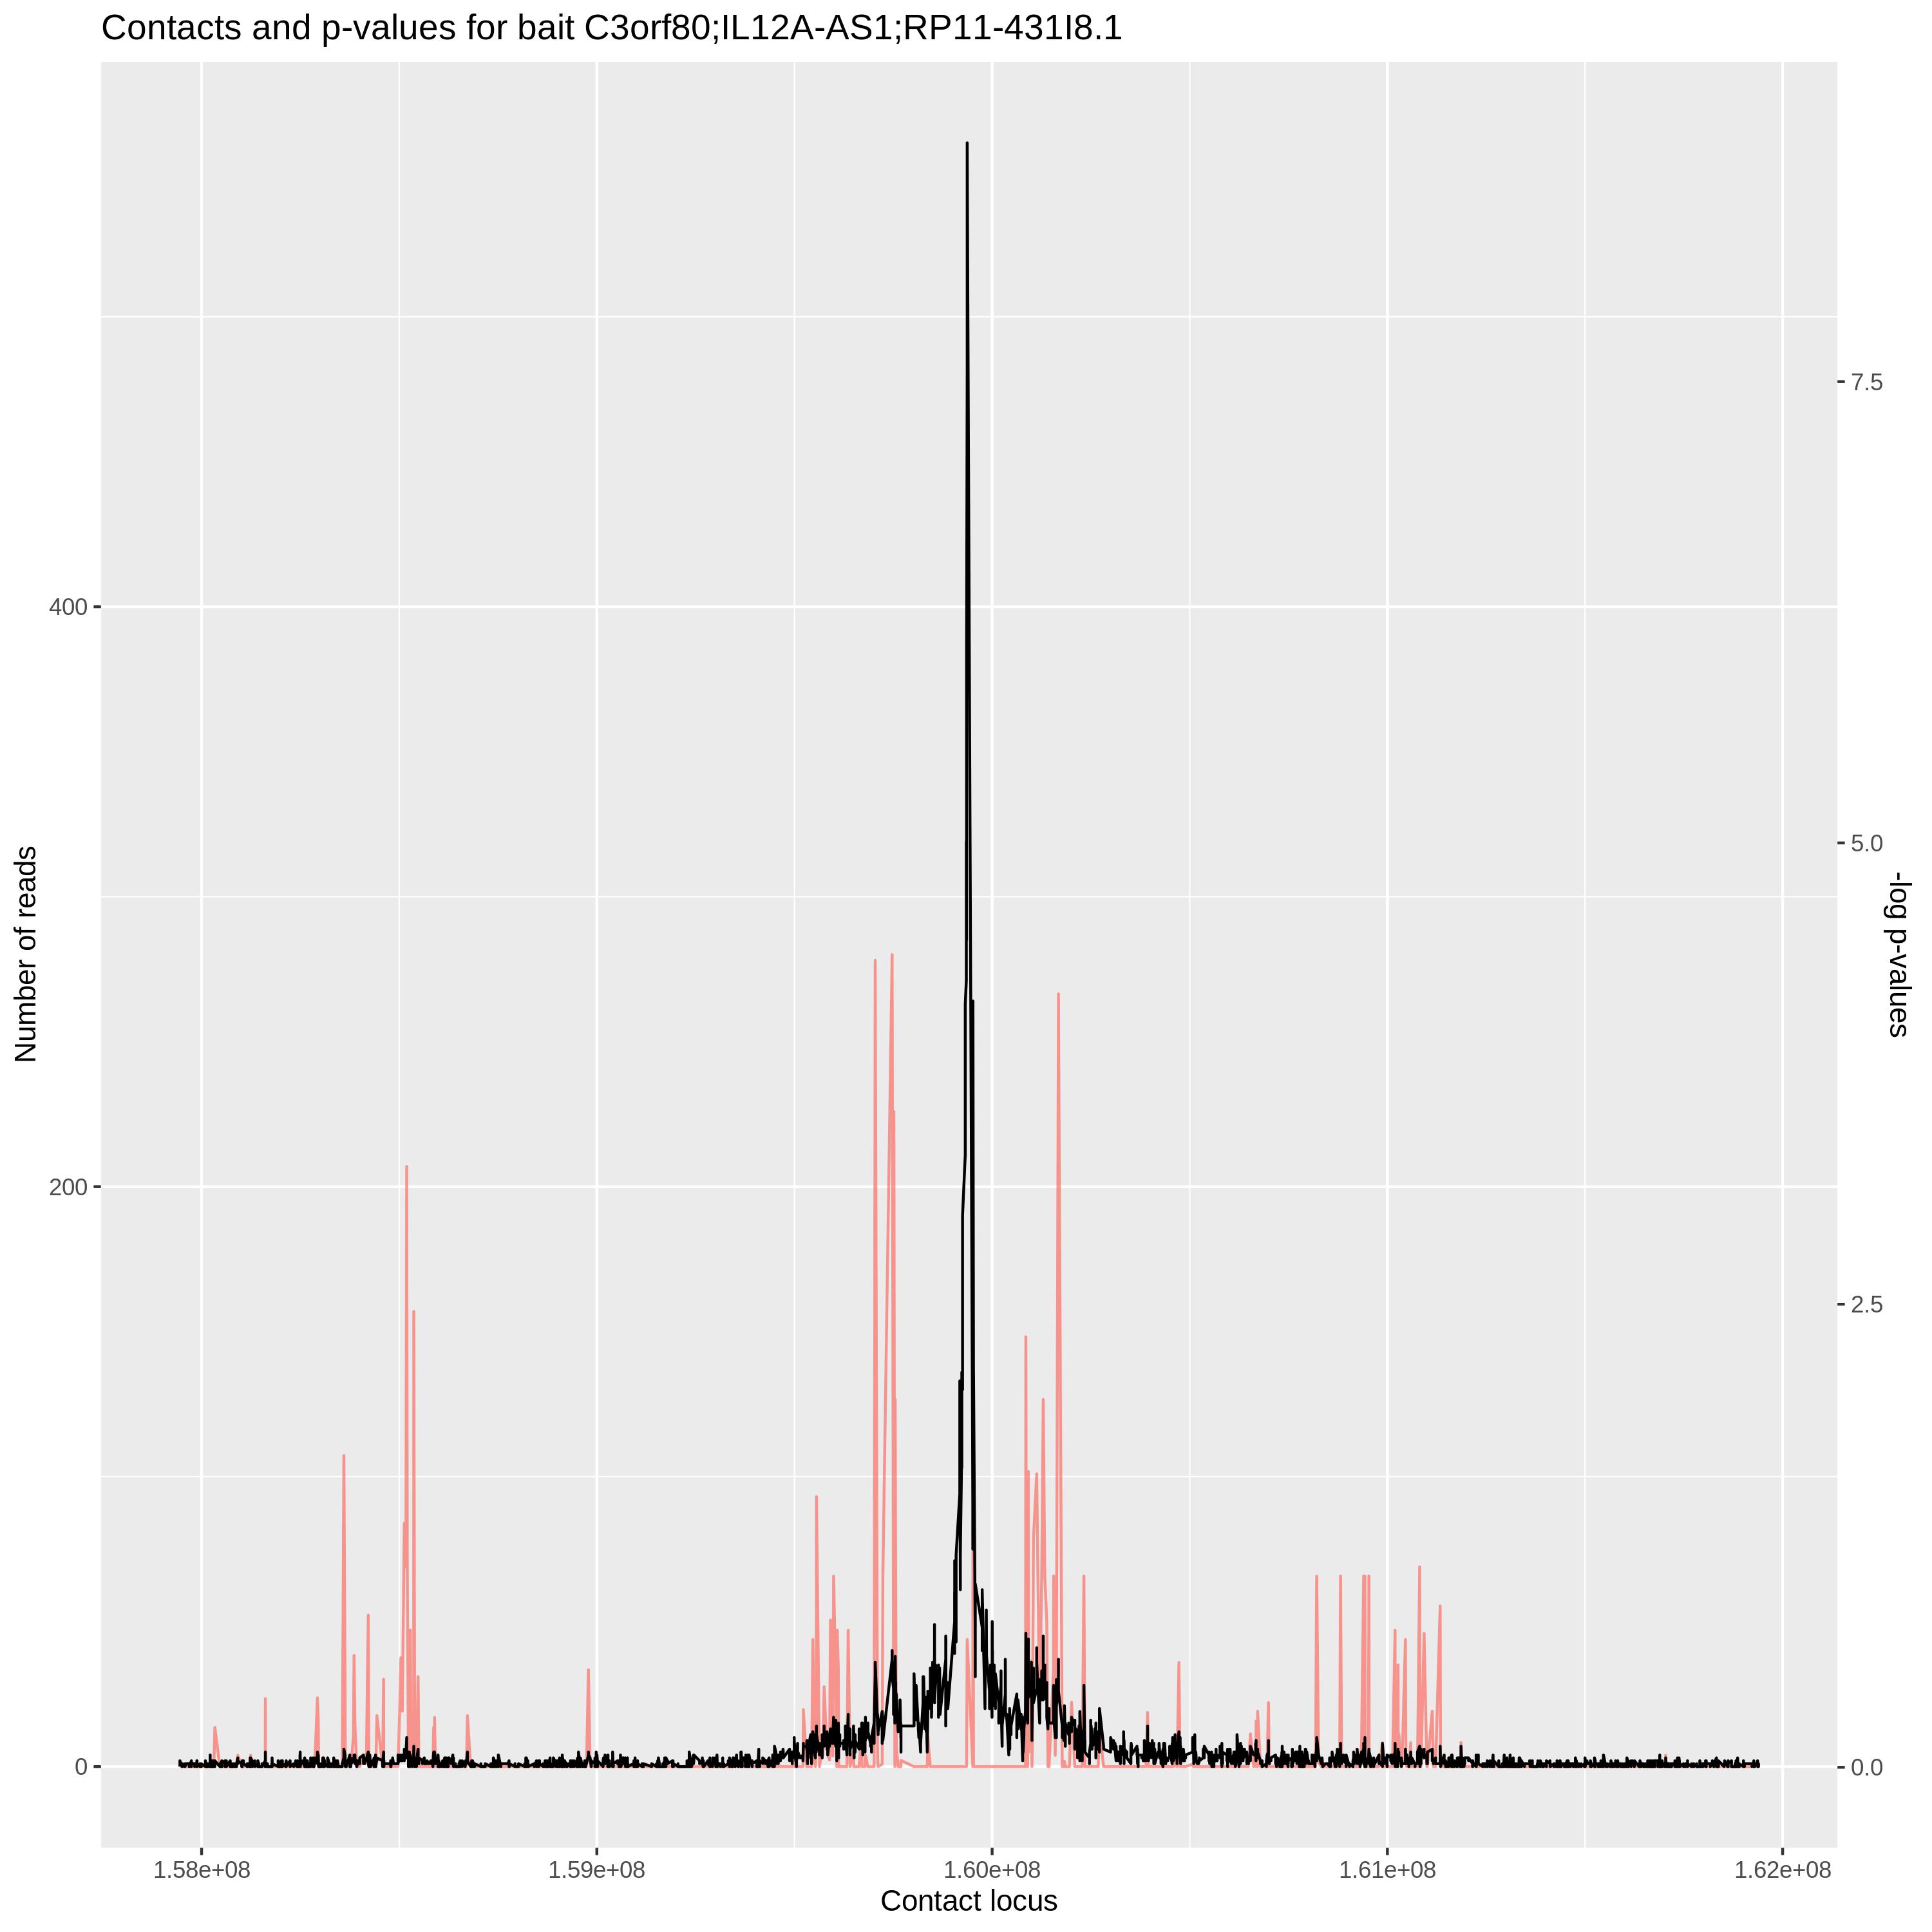 Contacts and p-values for bait C3orf80;IL12A-AS1;RP11-431I8.1
Number of reads
400
200
0
7.5
5.0
2.5
0.0
-log p-values
1.58e+08
1.59e+08
1.60e+08
1.61e+08
1.62e+08
Contact locus